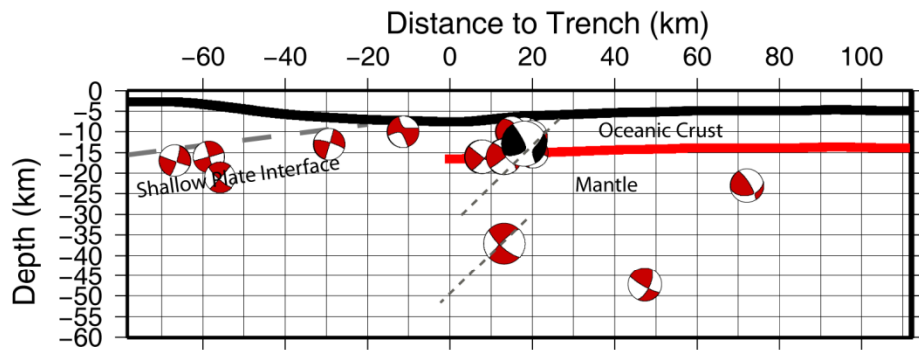 Distance to Trench (km)
−60 −40 −20 0 20 40 60 80 100
Depth (km)
0
−5
−10
−15
−20
−25
−30
−35
−40
−45
−50
−55
−60
Oceanic Crust
Shallow Plate Interface
Mantle